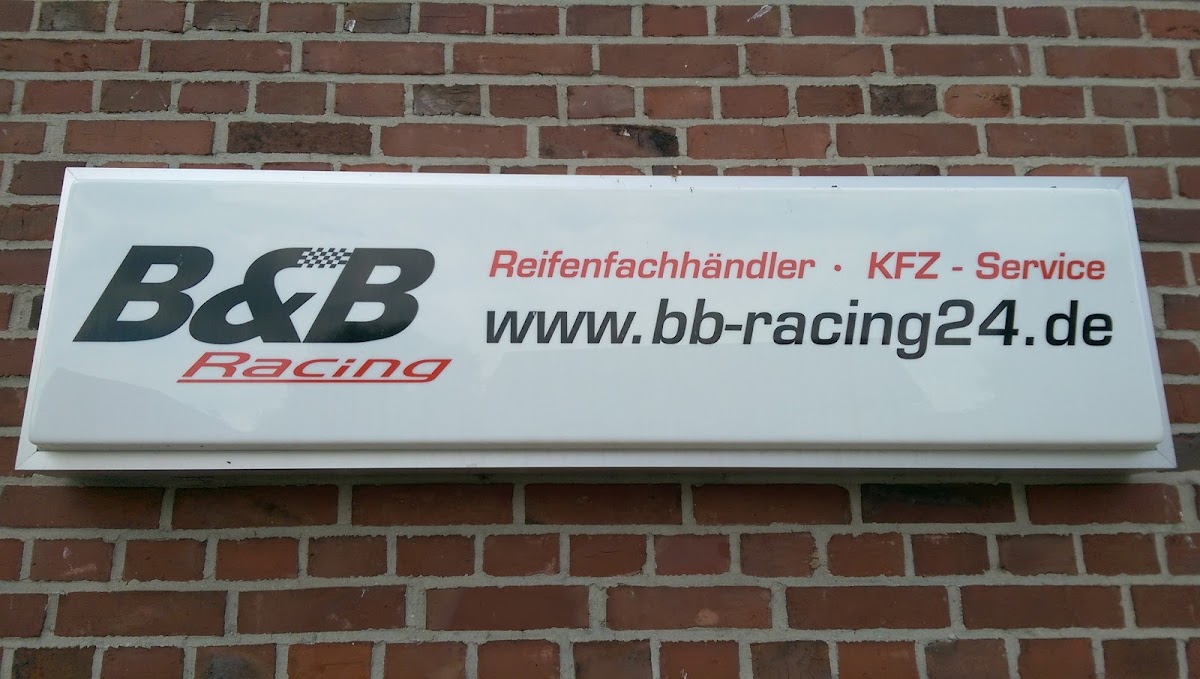 B&B
Racing
Reifenfachhändler · KFZ - Service
www.bb-racing24.de